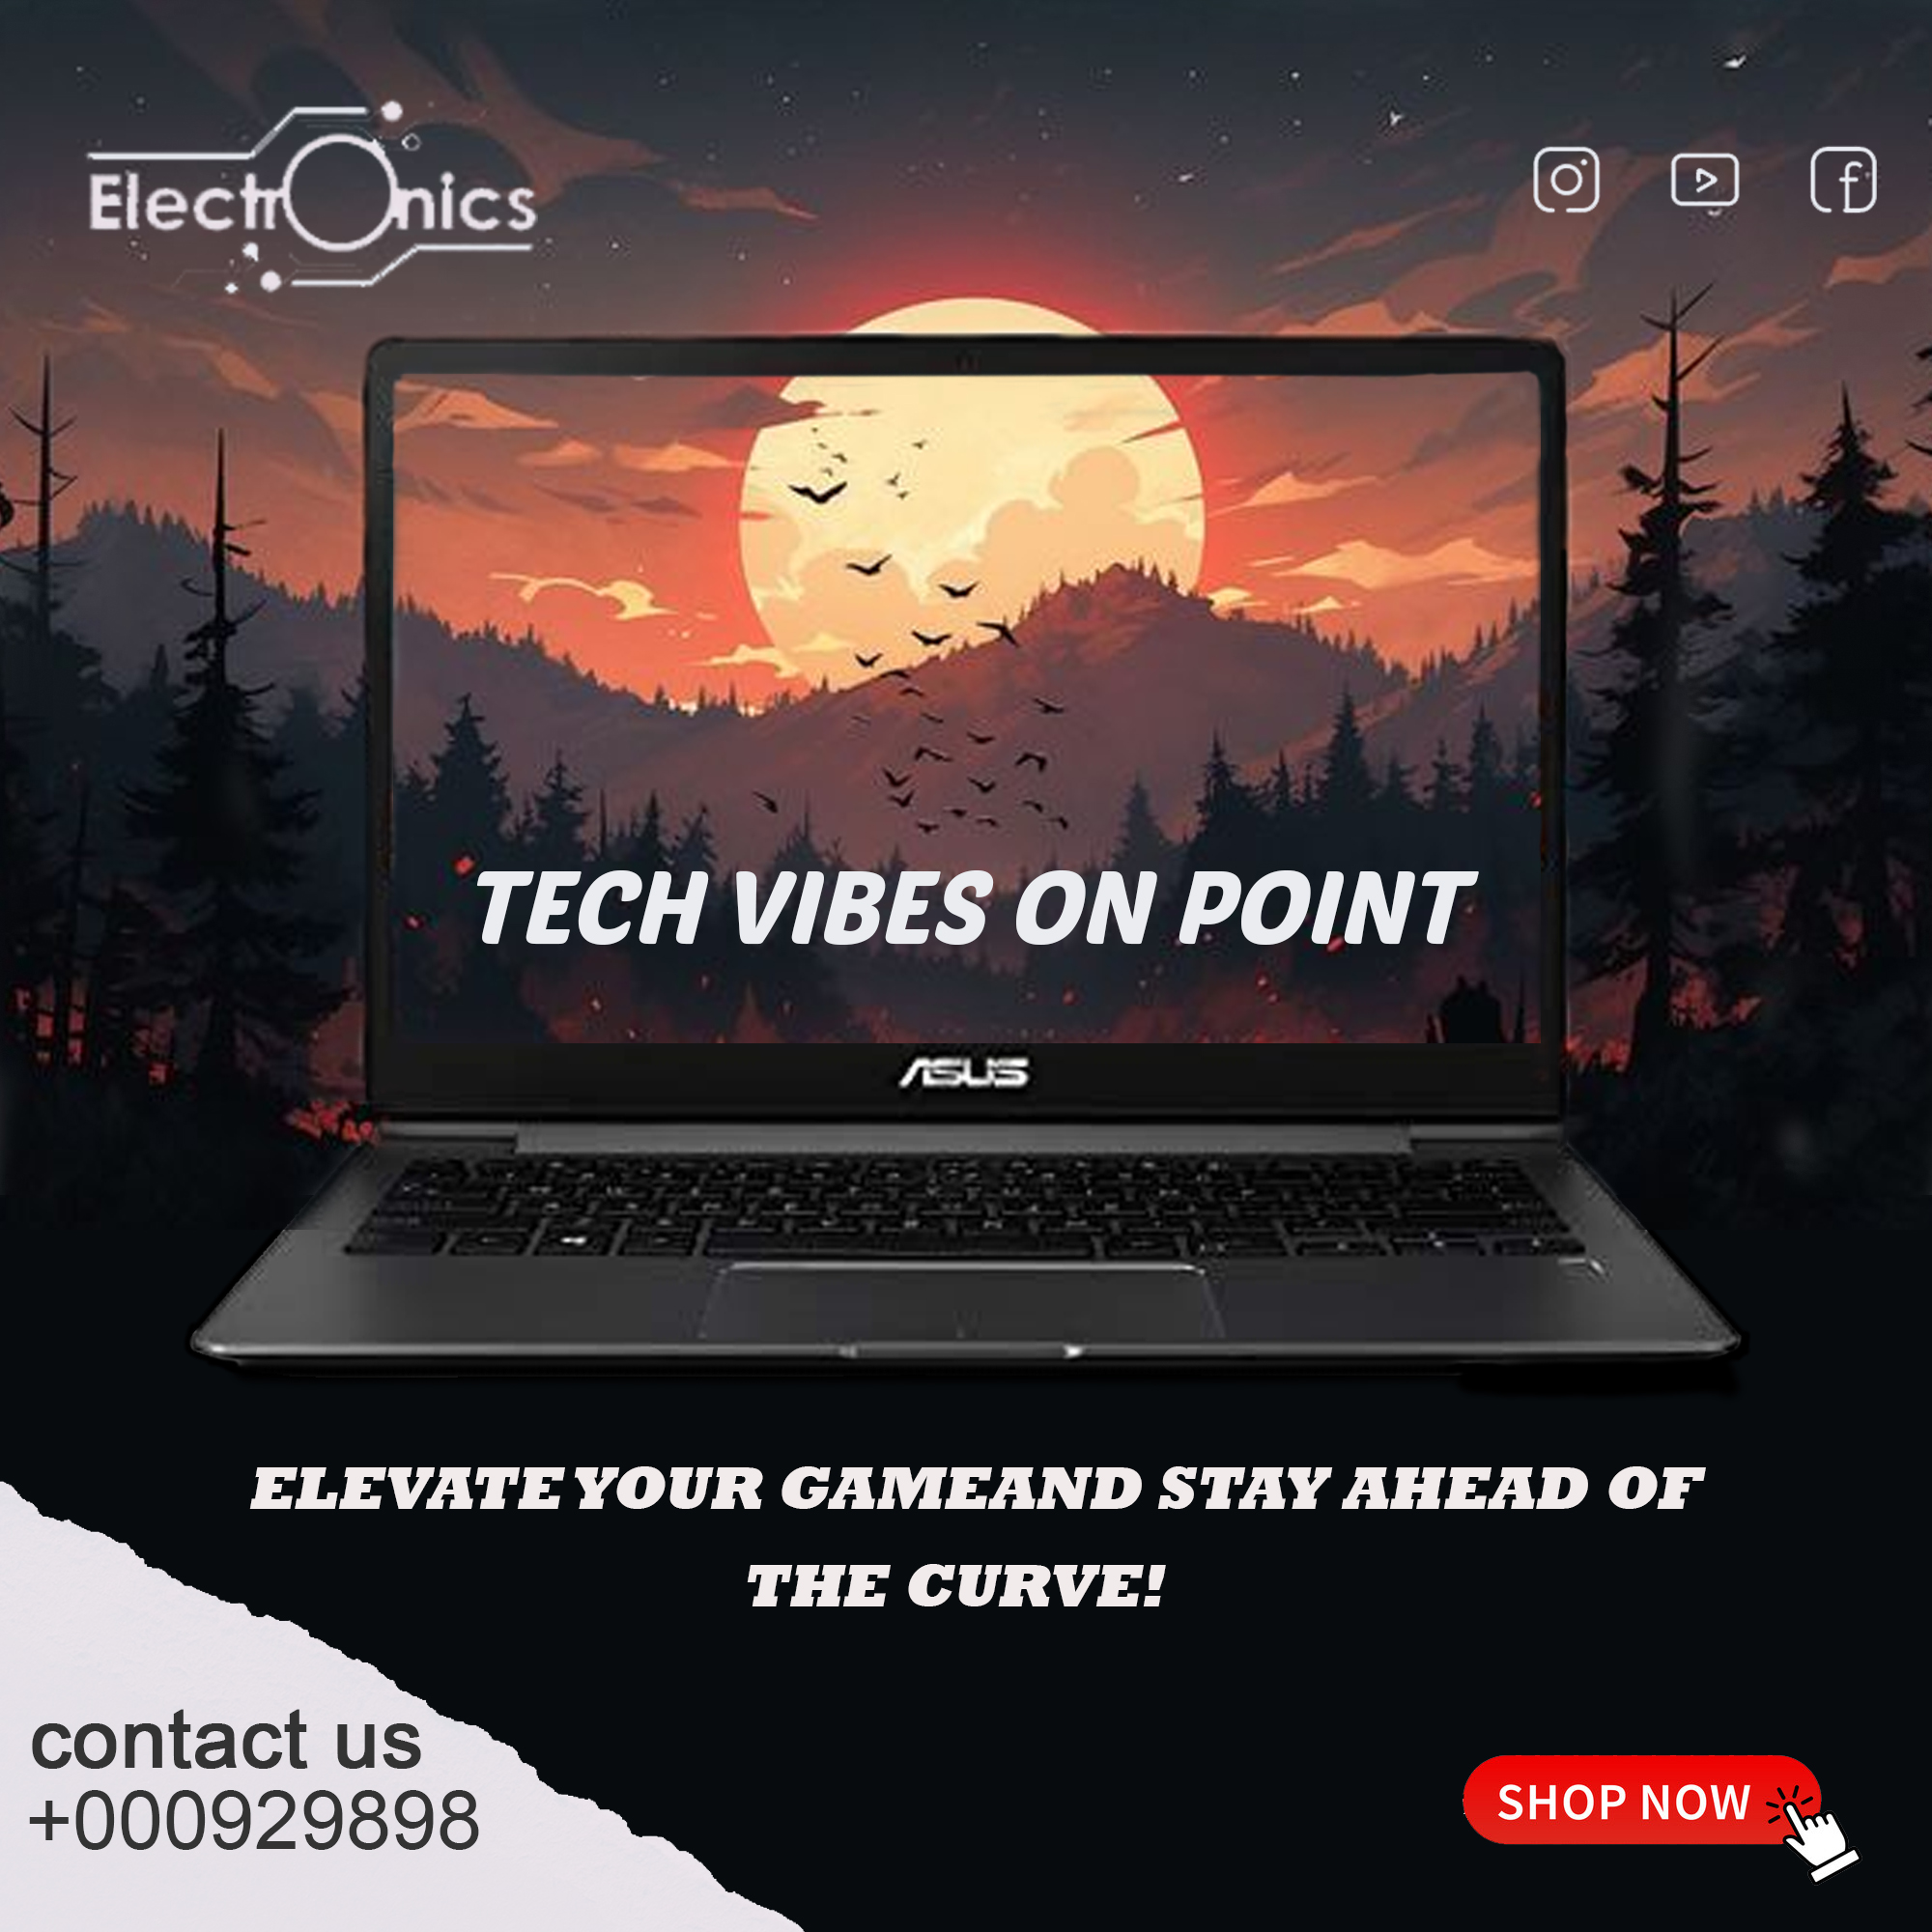 ElectrOnics
TECH VIBES ON POINT
ASUS
ELEVATE YOUR GAMEAND STAY AHEAD OF
THE CURVE!
contact us
+000929898
SHOP NOW